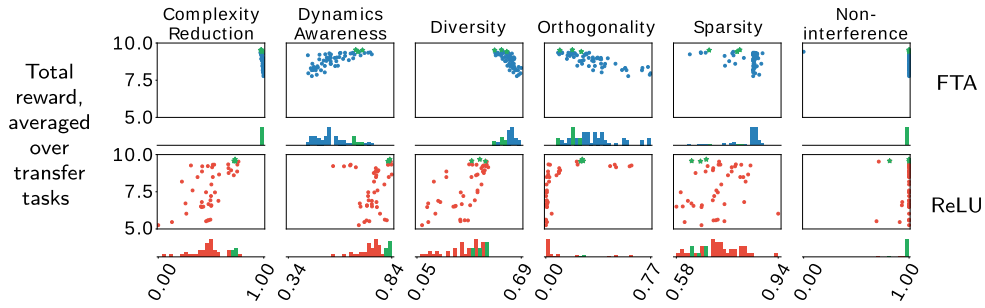 Complexity
Reduction
Dynamics
Awareness
Diversity
Orthogonality
Sparsity
Non-
interference
Total
reward,
averaged
over
transfer
tasks
10.0
7.5
5.0
FTA
10.0
7.5
5.0
ReLU
0.00 1.00 0.34 0.84 0.05 0.69 0.00 0.77 0.58 0.94 0.00 1.00